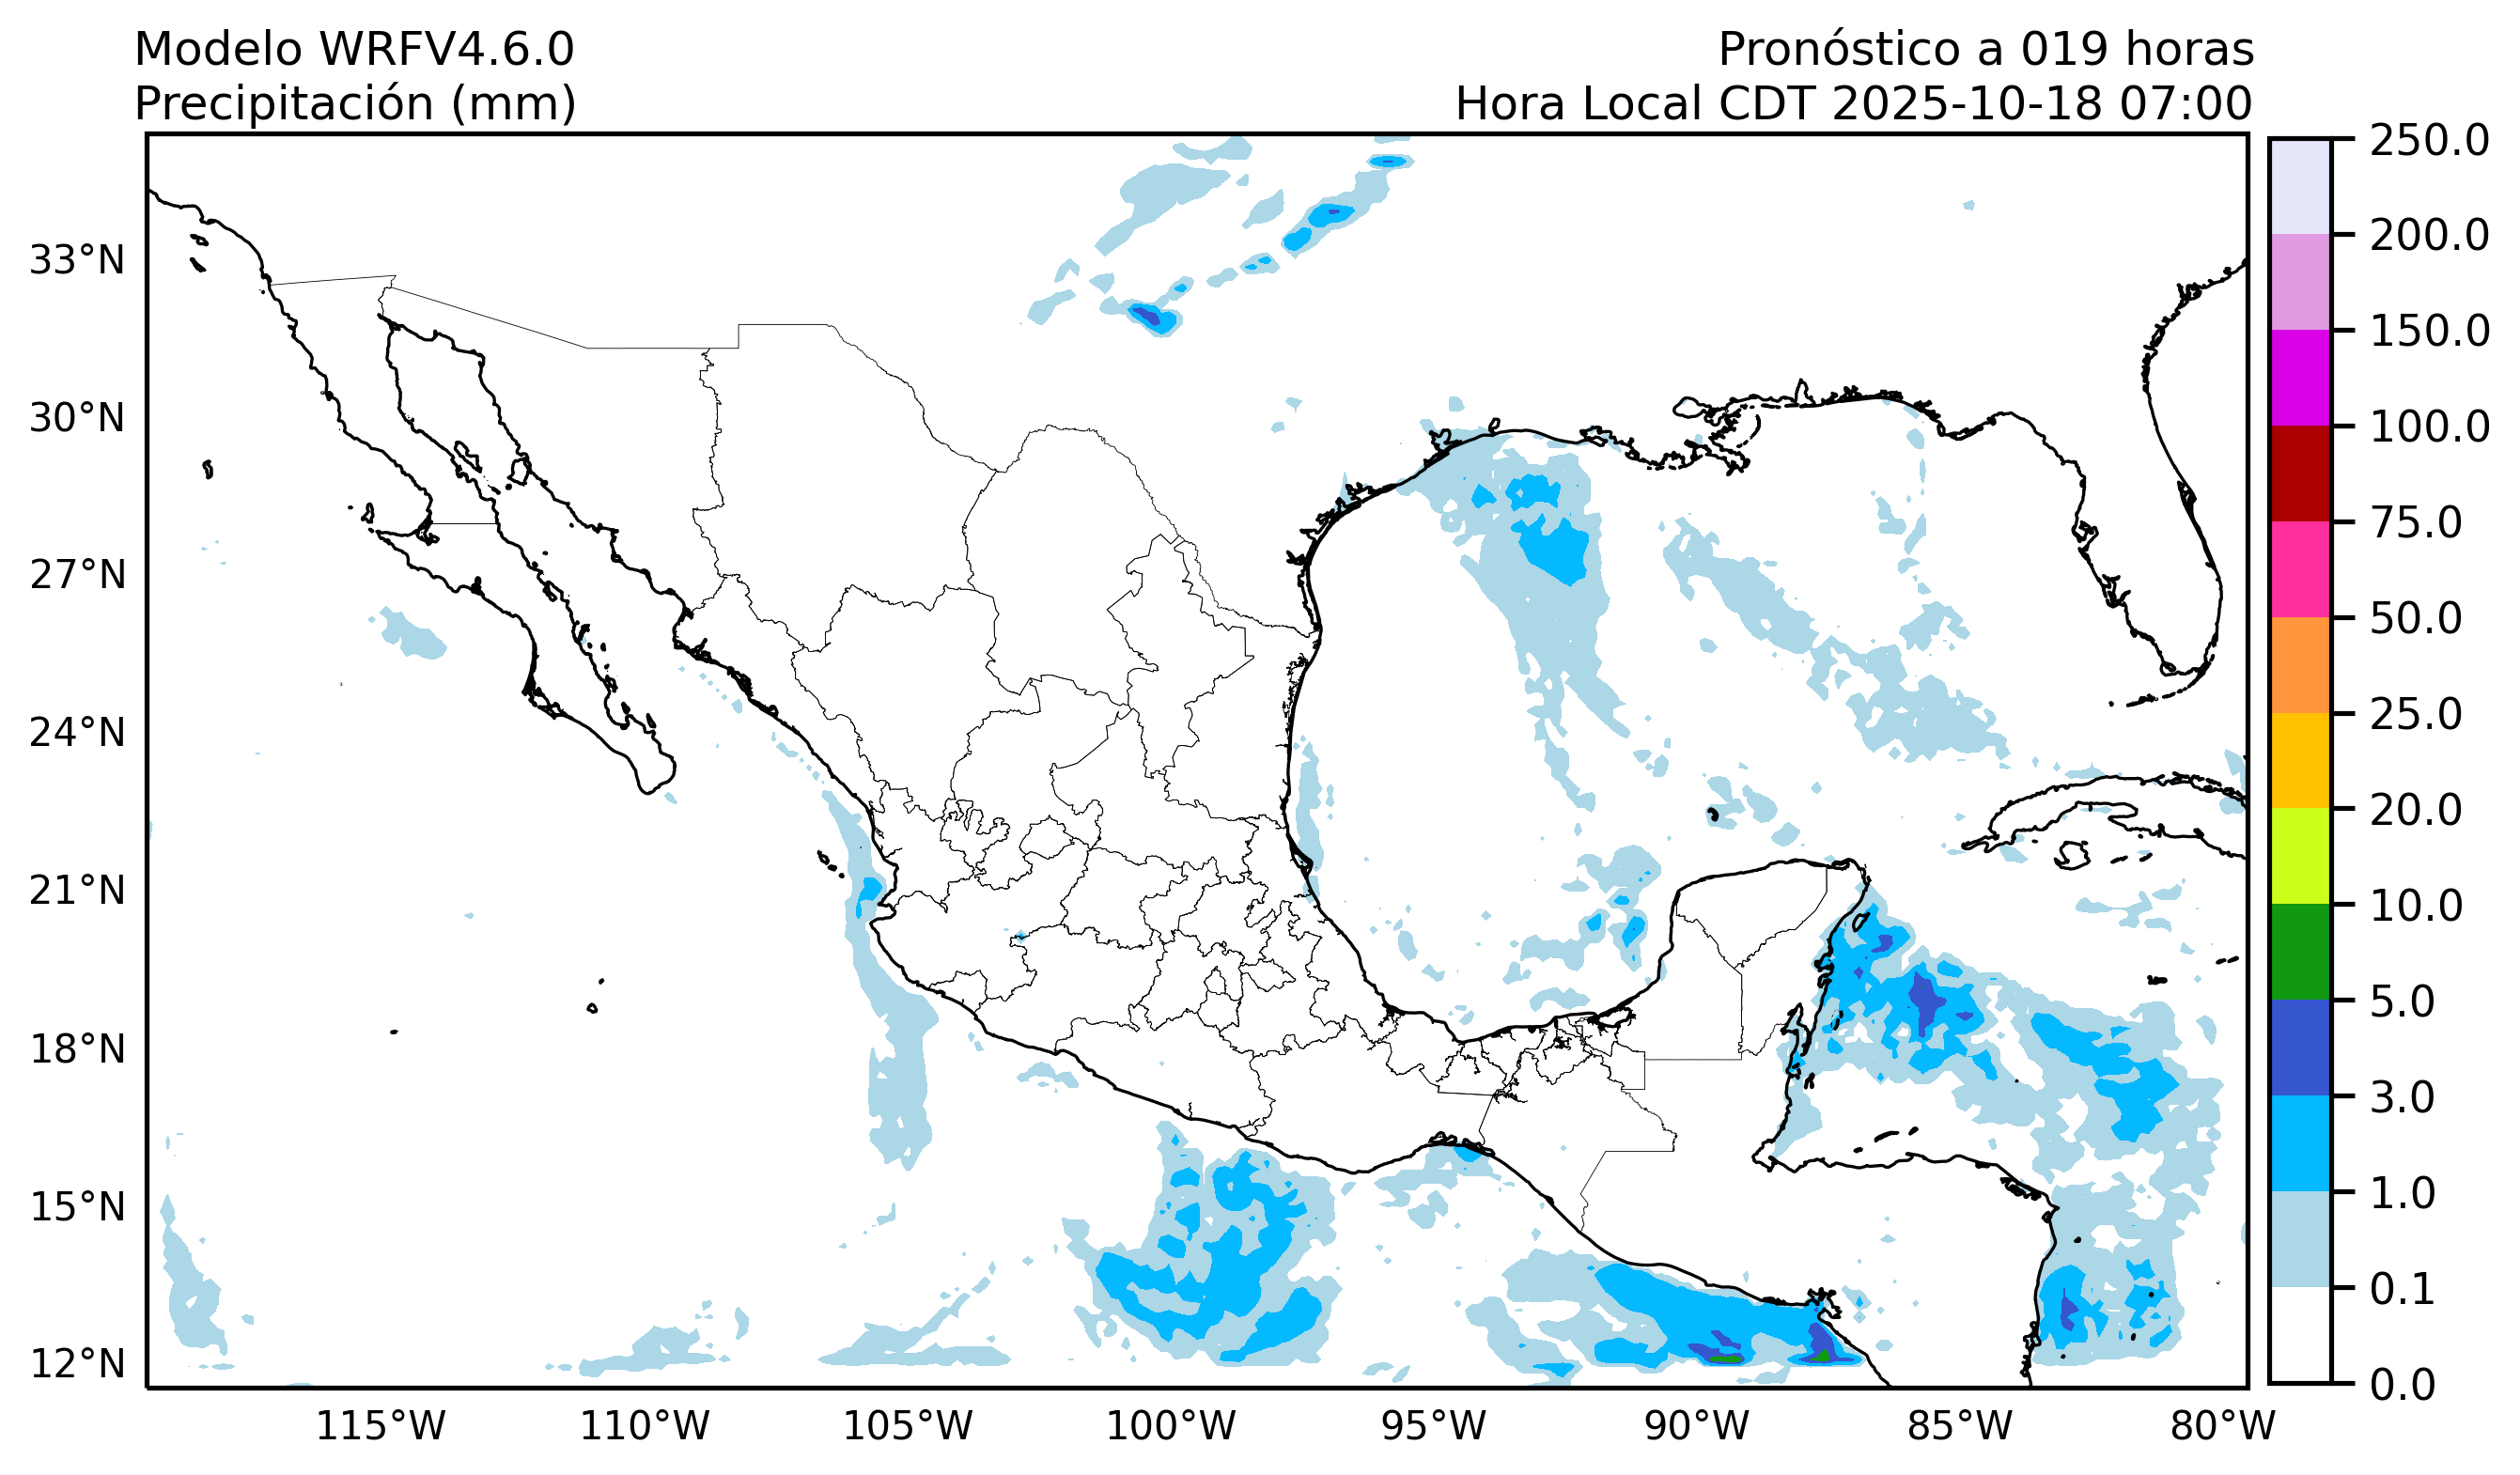 Modelo WRFV4.6.0
Precipitación (mm)
Pronóstico a 019 horas
Hora Local CDT 2025-10-18 07:00
33°N
30°N
27°N
24°N
21°N
18°N
15°N
12°N
115°W
110°W
105°W
100°W
95°W
90°W
85°W
80°W
250.0
200.0
150.0
100.0
75.0
50.0
25.0
20.0
10.0
5.0
3.0
1.0
0.1
0.0